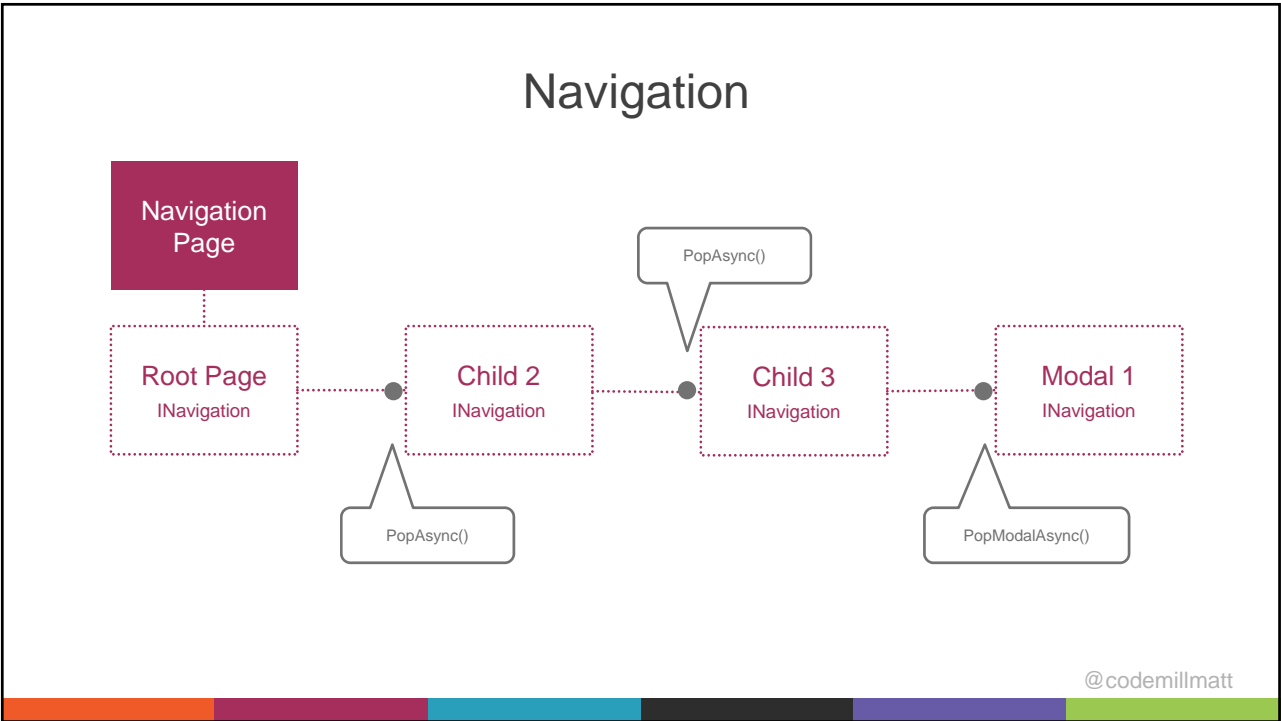 Navigation
Navigation
Page
PopAsync()
Root Page
INavigation
Child 2
INavigation
Child 3
INavigation
Modal 1
INavigation
PopAsync()
PopModalAsync()
@codemillmatt